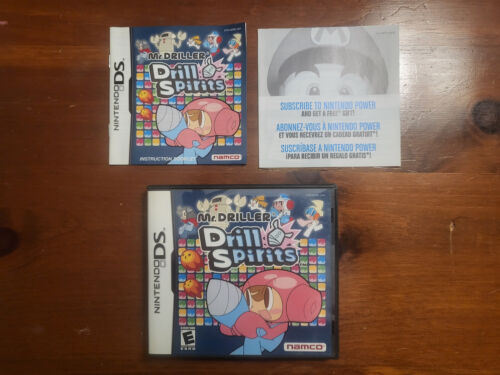 NINTENDO DS
Mr. DRILLER
Drill
Spirits
INSTRUCTION BOOKLET
namco
SUBSCRIBE TO NINTENDO POWER
AND GET A FREE* GIFT!
ABONNEZ-VOUS À NINTENDO POWER
ET VOUS RECEVREZ UN CADEAU GRATUIT*!
SUSCRÍBASE A NINTENDO POWER
¡PARA RECIBIR UN REGALO GRATIS*!
NINTENDO DS
Mr. DRILLER
Drill
Spirits
E
EVERYONE
namco